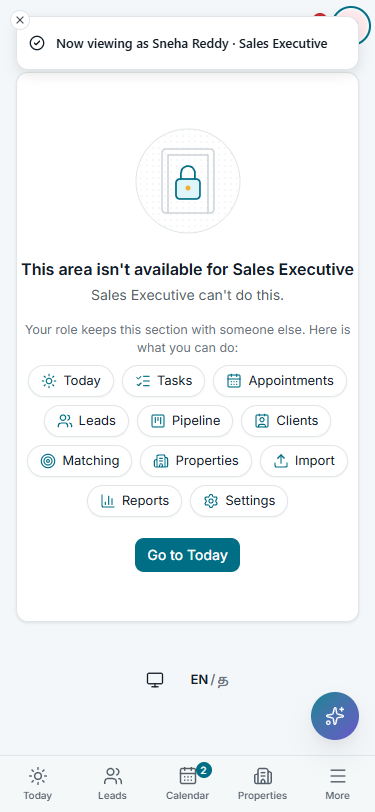 Now viewing as Sneha Reddy · Sales Executive
This area isn't available for Sales Executive
Sales Executive can't do this.
Your role keeps this section with someone else. Here is
what you can do:
Today
Tasks
Appointments
Leads
Pipeline
Clients
Matching
Properties
Import
Reports
Settings
Go to Today
EN / த
2
Today
Leads
Calendar
Properties
More